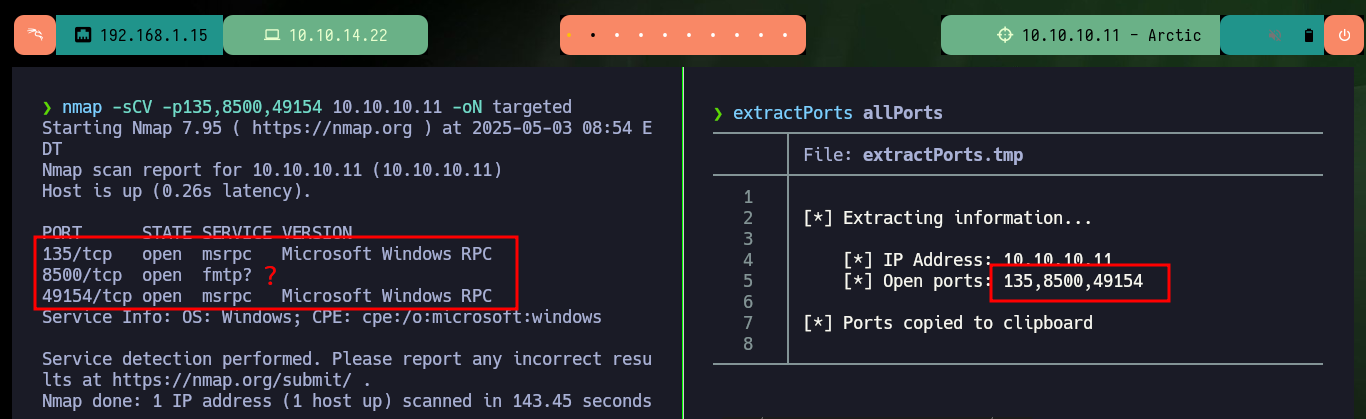 192.168.1.15 10.10.14.22 10.10.10.11 - Arctic
❯ nmap -sCV -p135,8500,49154 10.10.10.11 -oN targeted
Starting Nmap 7.95 ( https://nmap.org ) at 2025-05-03 08:54 E
DT
Nmap scan report for 10.10.10.11 (10.10.10.11)
Host is up (0.26s latency).
PORT      STATE SERVICE VERSION
135/tcp   open  msrpc   Microsoft Windows RPC
8500/tcp  open  fmtp? ?
49154/tcp open  msrpc   Microsoft Windows RPC
Service Info: OS: Windows; CPE: cpe:/o:microsoft:windows
Service detection performed. Please report any incorrect resu
lts at https://nmap.org/submit/ .
Nmap done: 1 IP address (1 host up) scanned in 143.45 seconds
❯ extractPorts allPorts
File: extractPorts.tmp
1
2 [*] Extracting information...
3
4 [*] IP Address: 10.10.10.11
5 [*] Open ports: 135,8500,49154
6
7 [*] Ports copied to clipboard
8